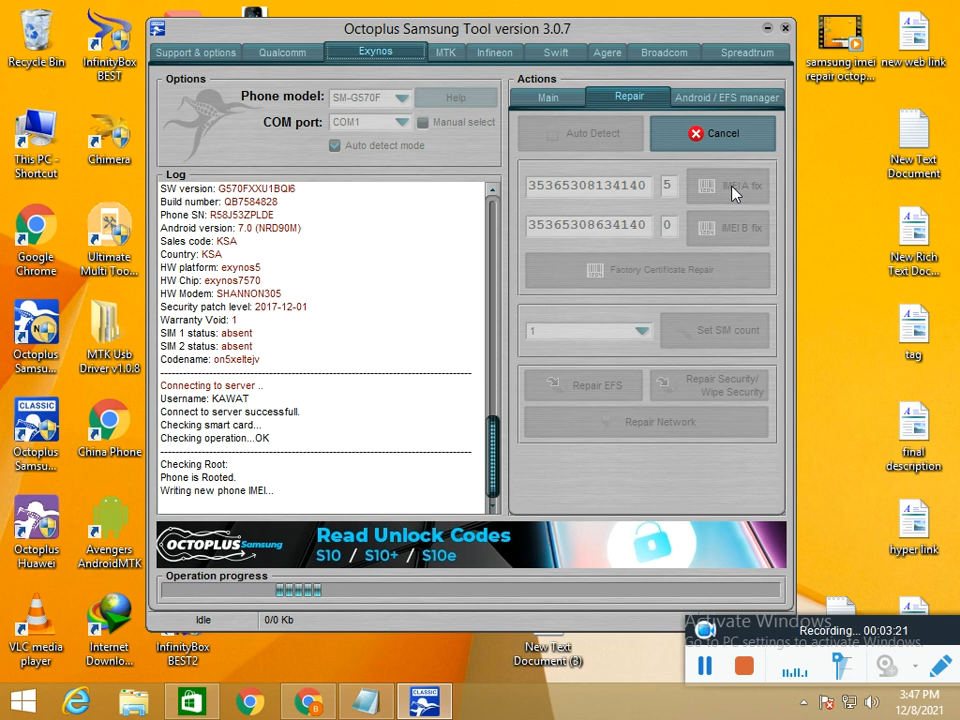 Octoplus Samsung Tool version 3.0.7
Support & options
Qualcomm
Exynos
MTK
Infineon
Swift
Agere
Broadcom
Spreadtrum
Options
Phone model:
SM-G570F
Help
COM port:
COM1
Manual select
Auto detect mode
Log
SW version: G570FXXU1BQI6
Build number: QB7584828
Phone SN: R58J53ZPLDE
Android version: 7.0 (NRD90M)
Sales code: KSA
Country: KSA
HW platform: exynos5
HW Chip: exynos7570
HW Modem: SHANNON305
Security patch level: 2017-12-01
Warranty Void: 1
SIM 1 status: absent
SIM 2 status: absent
Codename: on5xeltejv
Connecting to server ..
Username: KAWAT
Connect to server successfull.
Checking smart card...
Checking operation...OK
Checking Root:
Phone is Rooted.
Writing new phone IMEI...
Actions
Main
Repair
Android / EFS manager
Auto Detect
Cancel
35365308134140
5
IMEI A fix
35365308634140
0
IMEI B fix
Factory Certificate Repair
1
Set SIM count
Repair EFS
Repair Security/
Wipe Security
Repair Network
OCTOPLUS Samsung
Read Unlock Codes
S10 / S10+ / S10e
Operation progress
Idle
0/0 Kb
Recycle Bin
InfinityBox
BEST
This PC -
Shortcut
Chimera
Google
Chrome
Ultimate
Multi Too...
Octoplus
Samsu...
MTK Usb
Driver v1.0.8
CLASSIC
Octoplus
Samsu...
China Phone
Octoplus
Huawei
Avengers
AndroidMTK
VLC media
player
Internet
Downlo...
InfinityBox
BEST2
New Text
Document (3)
samsung imei
repair octop...
new web link
New Text
Document
New Rich
Text Doc...
tag
final
description
hyper link
Activate Windows
Go to PC settings to activate Windows.
Recording... 00:03:21
CLASSIC
3:47 PM
12/8/2021